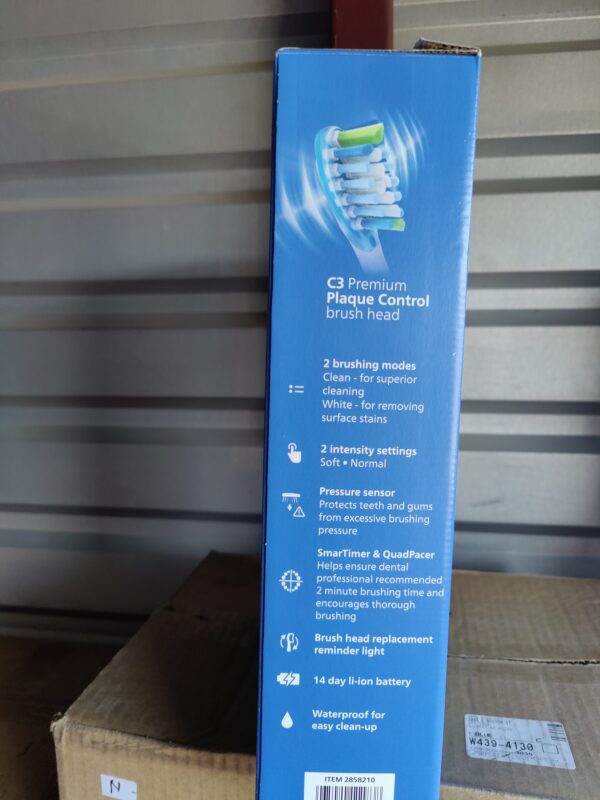 C3 Premium
Plaque Control
brush head
2 brushing modes
Clean - for superior
cleaning
White - for removing
surface stains
2 intensity settings
Soft • Normal
Pressure sensor
Protects teeth and gums
from excessive brushing
pressure
SmarTimer & QuadPacer
Helps ensure dental
professional recommended
2 minute brushing time and
encourages thorough
brushing
Brush head replacement
reminder light
14 day li-ion battery
Waterproof for
easy clean-up
ITEM 2858210
BLUE
W439-4130
N-